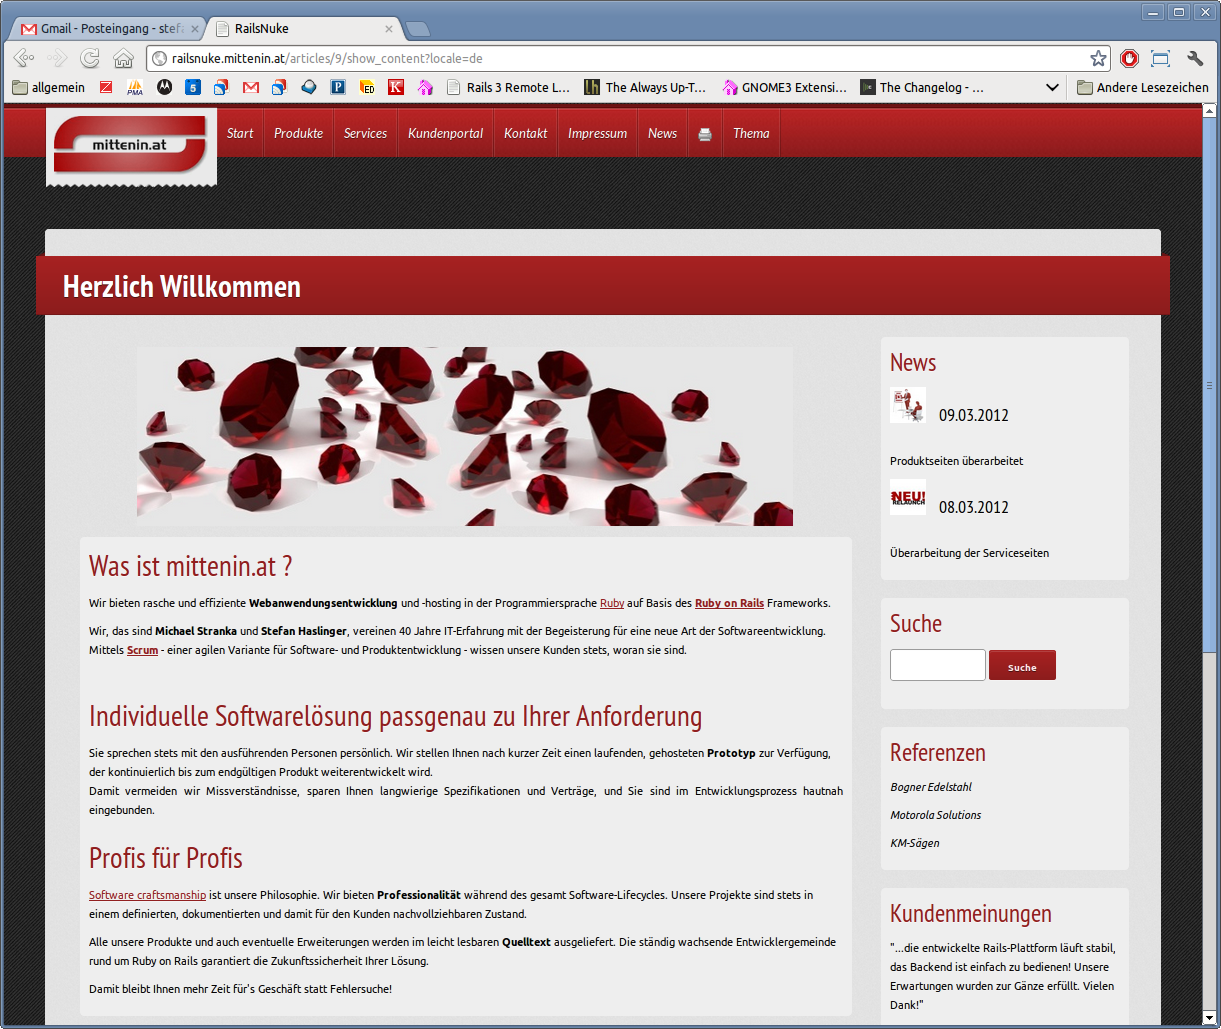 Gmail - Posteingang - stef
RailsNuke
railsnuke.mittenin.at/articles/9/show_content?locale=de
allgemein
Z
PMA
5
P
ED
K
Rails 3 Remote L...
lh
The Always Up-T...
GNOME3 Extensi...
The Changelog - ...
Andere Lesezeichen
mittenin.at
Start
Produkte
Services
Kundenportal
Kontakt
Impressum
News
Thema
Herzlich Willkommen
Was ist mittenin.at ?
Wir bieten rasche und effiziente Webanwendungsentwicklung und -hosting in der Programmiersprache Ruby auf Basis des Ruby on Rails Frameworks.
Wir, das sind Michael Stranka und Stefan Haslinger, vereinen 40 Jahre IT-Erfahrung mit der Begeisterung für eine neue Art der Softwareentwicklung.
Mittels Scrum - einer agilen Variante für Software- und Produktentwicklung - wissen unsere Kunden stets, woran sie sind.
Individuelle Softwarelösung passgenau zu Ihrer Anforderung
Sie sprechen stets mit den ausführenden Personen persönlich. Wir stellen Ihnen nach kurzer Zeit einen laufenden, gehosteten Prototyp zur Verfügung,
der kontinuierlich bis zum endgültigen Produkt weiterentwickelt wird.
Damit vermeiden wir Missverständnisse, sparen Ihnen langwierige Spezifikationen und Verträge, und Sie sind im Entwicklungsprozess hautnah
eingebunden.
Profis für Profis
Software craftsmanship ist unsere Philosophie. Wir bieten Professionalität während des gesamt Software-Lifecycles. Unsere Projekte sind stets in
einem definierten, dokumentierten und damit für den Kunden nachvollziehbaren Zustand.
Alle unsere Produkte und auch eventuelle Erweiterungen werden im leicht lesbaren Quelltext ausgeliefert. Die ständig wachsende Entwicklergemeinde
rund um Ruby on Rails garantiert die Zukunftssicherheit Ihrer Lösung.
Damit bleibt Ihnen mehr Zeit für's Geschäft statt Fehlersuche!
News
09.03.2012
Produktseiten überarbeitet
NEU!
RELAUNCH
08.03.2012
Überarbeitung der Serviceseiten
Suche
Suche
Referenzen
Bogner Edelstahl
Motorola Solutions
KM-Sägen
Kundenmeinungen
"...die entwickelte Rails-Plattform läuft stabil,
das Backend ist einfach zu bedienen! Unsere
Erwartungen wurden zur Gänze erfüllt. Vielen
Dank!"